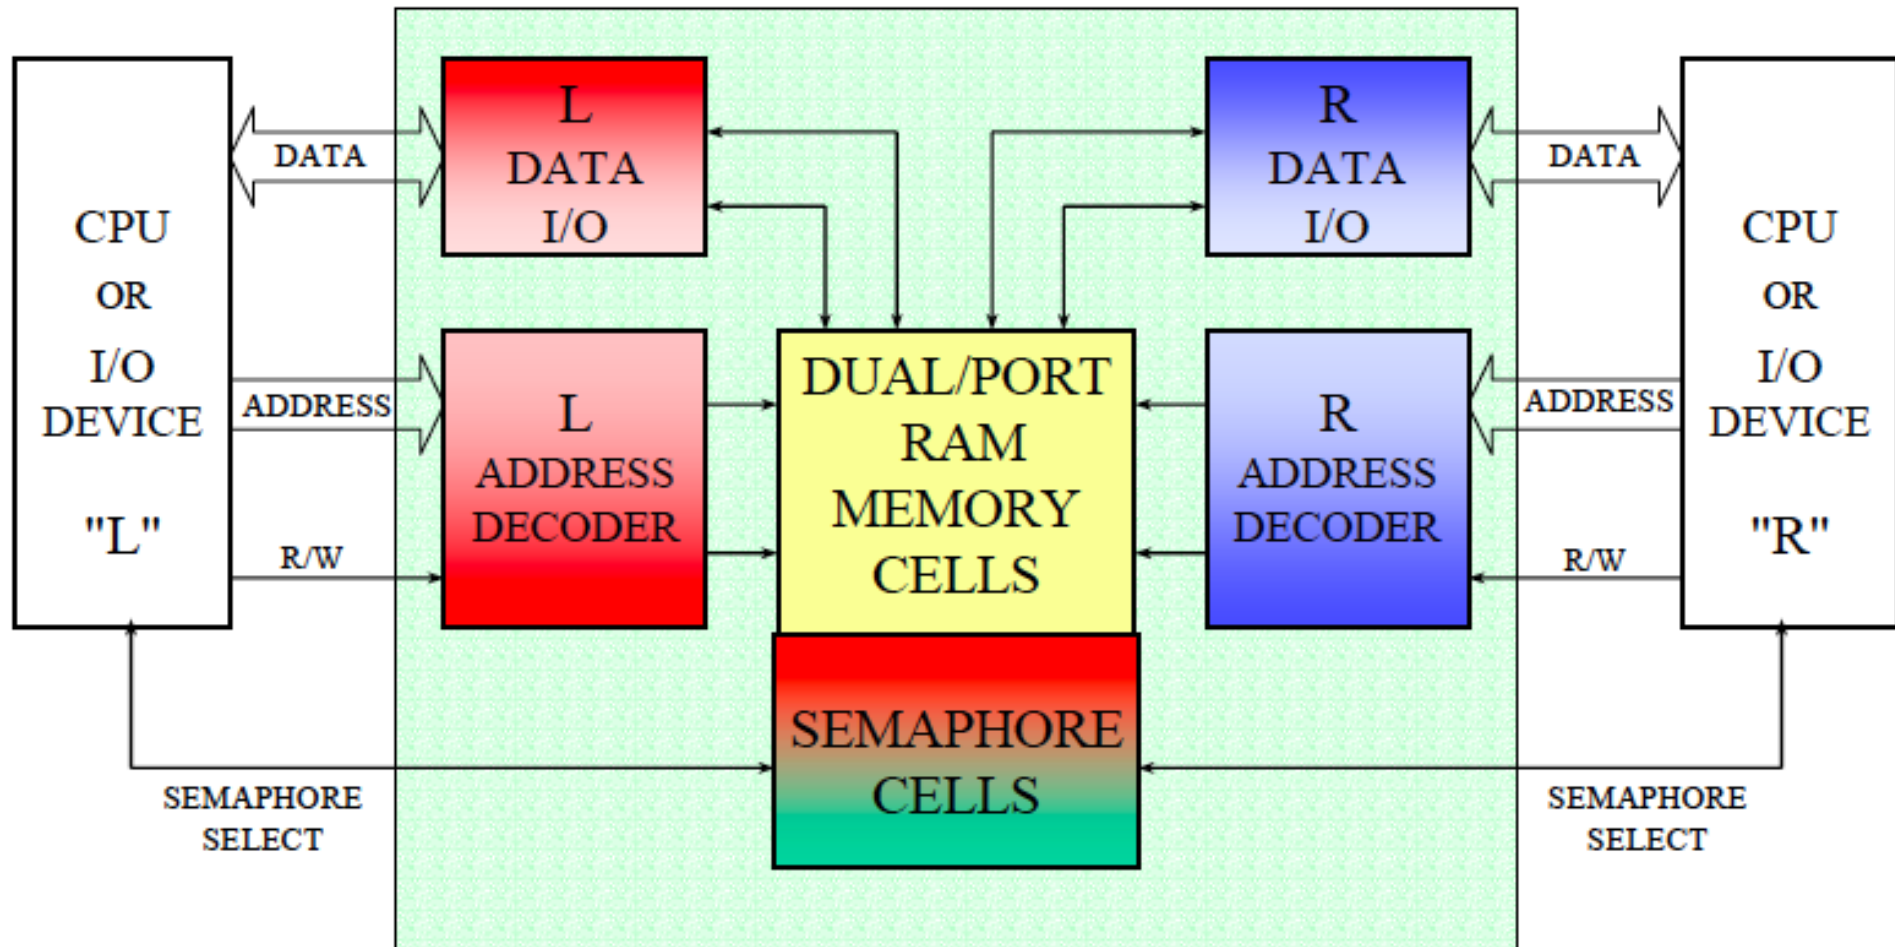 CPU
OR
I/O
DEVICE
"L"
DATA
ADDRESS
R/W
SEMAPHORE
SELECT
L
DATA
I/O
L
ADDRESS
DECODER
DUAL/PORT
RAM
MEMORY
CELLS
SEMAPHORE
CELLS
R
DATA
I/O
R
ADDRESS
DECODER
DATA
ADDRESS
R/W
SEMAPHORE
SELECT
CPU
OR
I/O
DEVICE
"R"